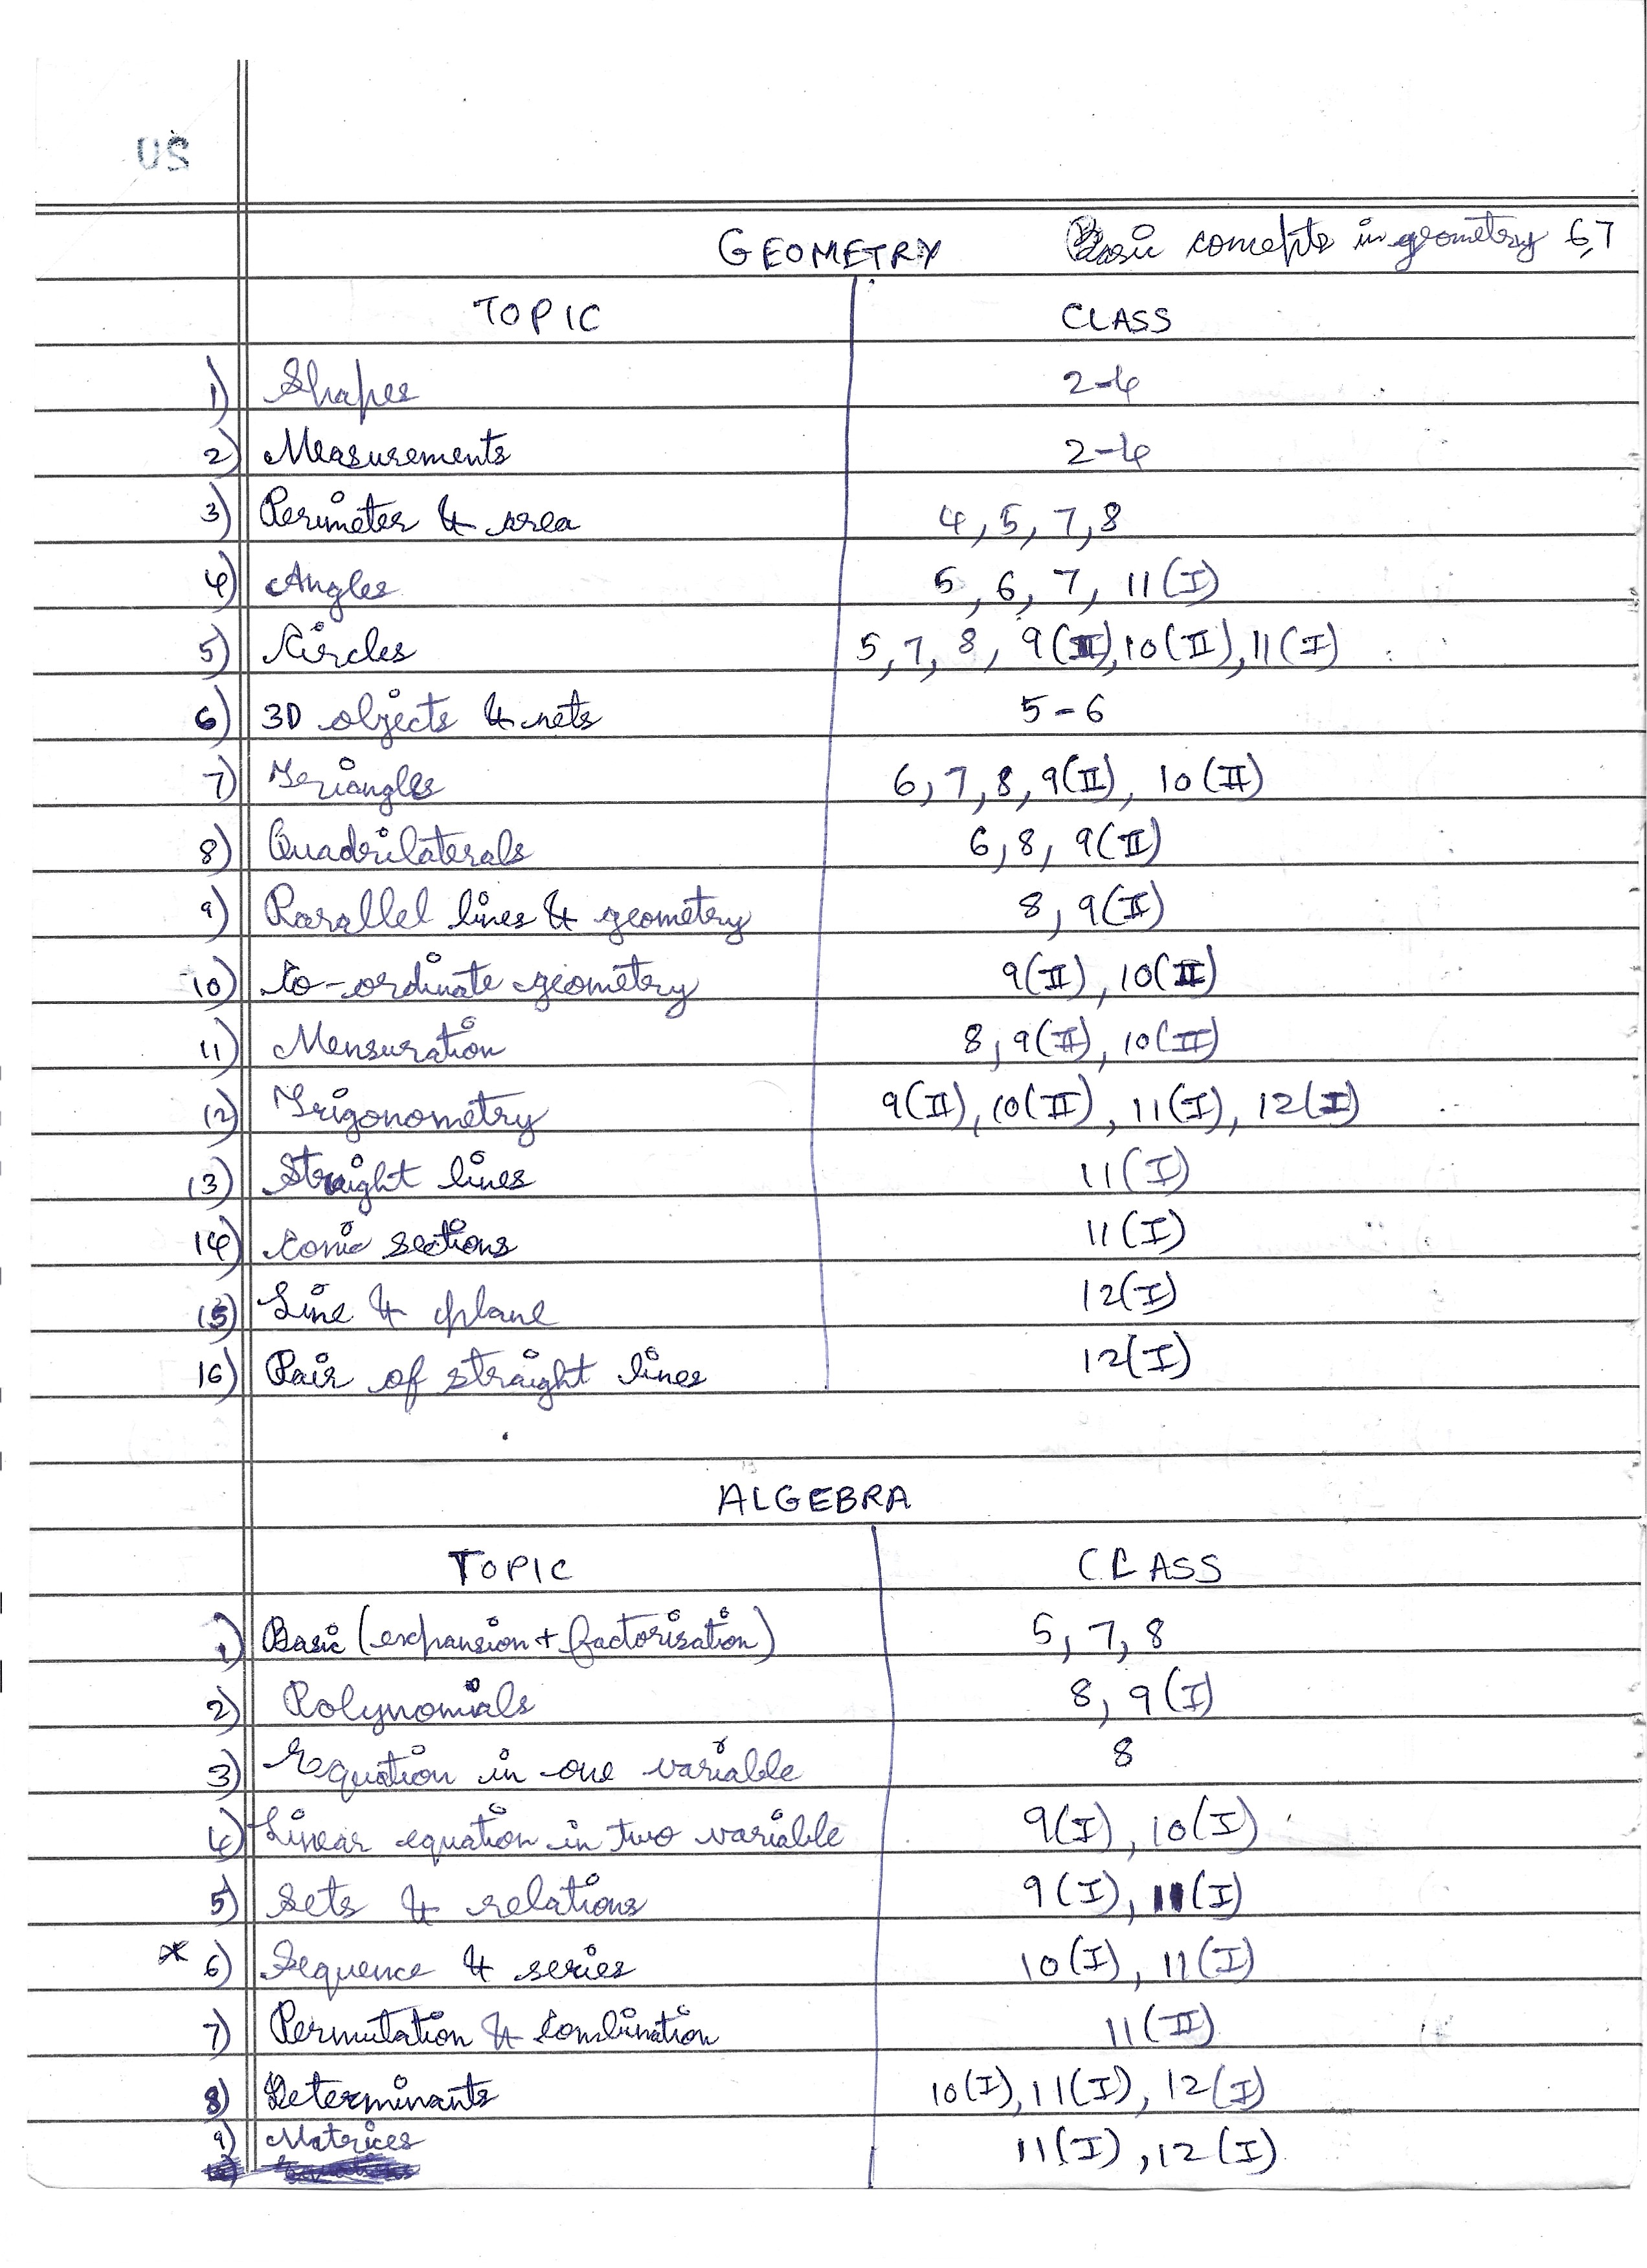 US
GEOMETRY Basic concepts in geometry 6,7
TOPIC CLASS
1) Shapes 2-4
2) Measurements 2-4
3) Perimeter & area 4, 5, 7, 8
4) Angles 5, 6, 7, 11(I)
5) Circles 5, 7, 8, 9(II), 10(II), 11(I)
6) 3D objects & nets 5-6
7) Triangles 6, 7, 8, 9(II), 10(II)
8) Quadrilaterals 6, 8, 9(II)
9) Parallel lines & geometry 8, 9(II)
10) Co-ordinate geometry 9(II), 10(II)
11) Mensuration 8, 9(II), 10(II)
12) Trigonometry 9(II), 10(II), 11(I), 12(I)
13) Straight lines 11(I)
14) Conic sections 11(I)
15) Line & plane 12(I)
16) Pair of straight lines 12(I)
ALGEBRA
TOPIC CLASS
1) Basic (expansion + factorisation) 5, 7, 8
2) Polynomials 8, 9(I)
3) Equation in one variable 8
4) Linear equation in two variable 9(I), 10(I)
5) Sets & relations 9(I), 11(I)
* 6) Sequence & series 10(I), 11(I)
7) Permutation & Combination 11(II)
8) Determinants 10(I), 11(I), 12(I)
9) Matrices 11(I), 12(I)